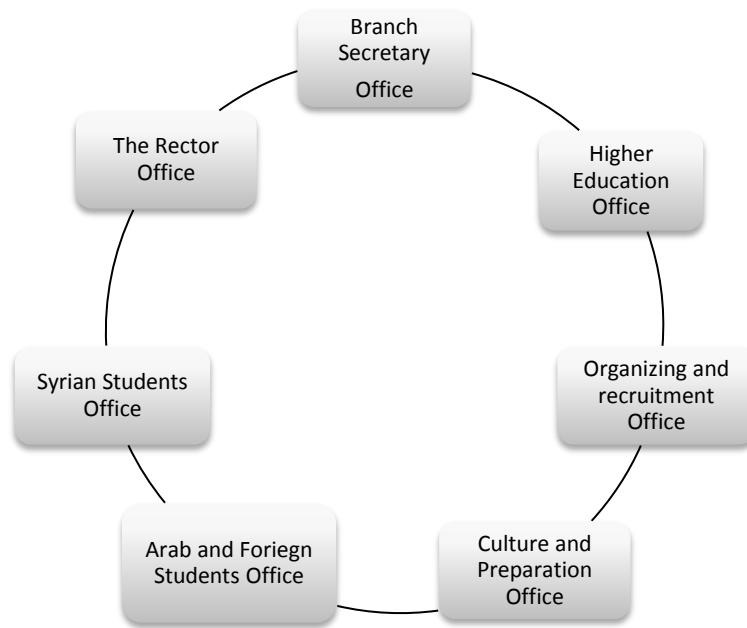 Branch
Secretary
Office
Higher
Education
Office
Organizing and
recruitment
Office
Culture and
Preparation
Office
Arab and Foriegn
Students Office
Syrian Students
Office
The Rector
Office